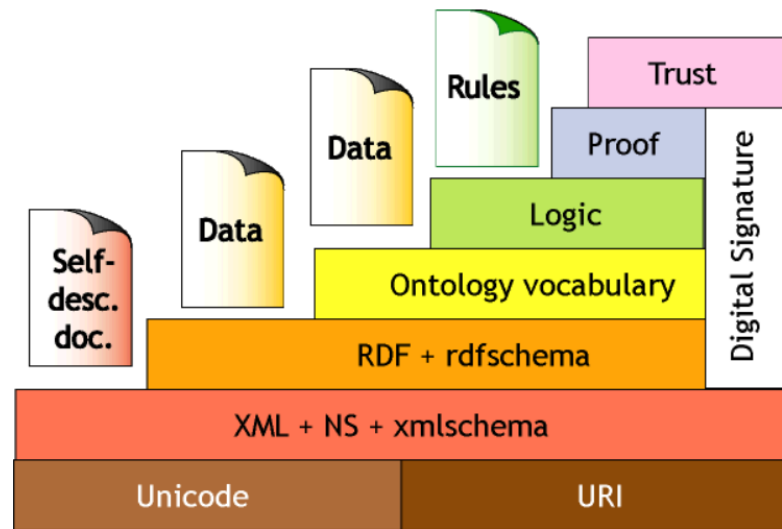 Rules
Trust
Data
Proof
Data
Logic
Self-
desc.
doc.
Ontology vocabulary
Digital Signature
RDF + rdfschema
XML + NS + xmlschema
Unicode
URI